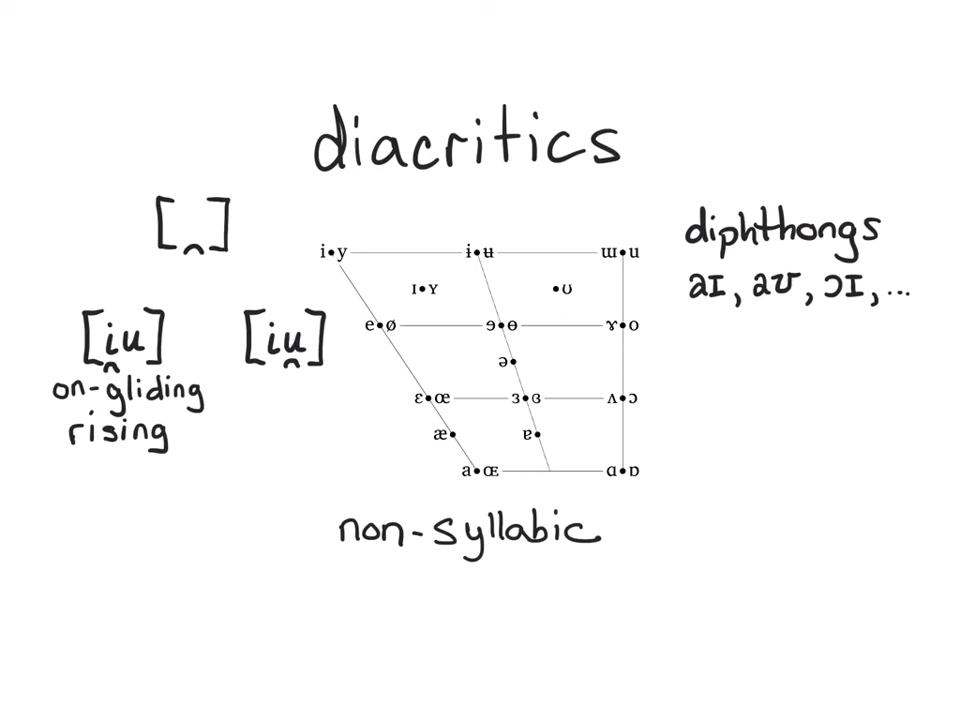 diacritics
[ ̯]
diphthongs
aɪ, aʊ, ɔɪ, ...
[i̯u] [iu̯]
on-gliding
rising
i•y ɨ•ʉ ɯ•u
ɪ•ʏ •ʊ
e•ø ɘ•ɵ ɤ•o
ə•
ɛ•œ ɜ•ɞ ʌ•ɔ
æ• ɐ•
a•ɶ ɑ•ɒ
non-syllabic